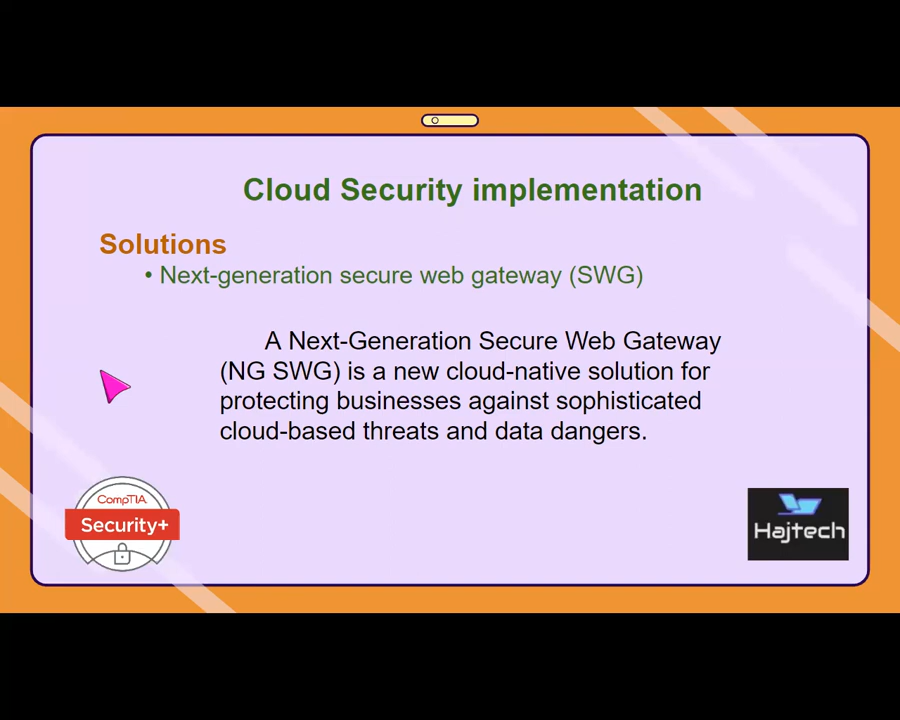 Cloud Security implementation
Solutions
• Next-generation secure web gateway (SWG)
A Next-Generation Secure Web Gateway
(NG SWG) is a new cloud-native solution for
protecting businesses against sophisticated
cloud-based threats and data dangers.
CompTIA
Security+
Hajtech